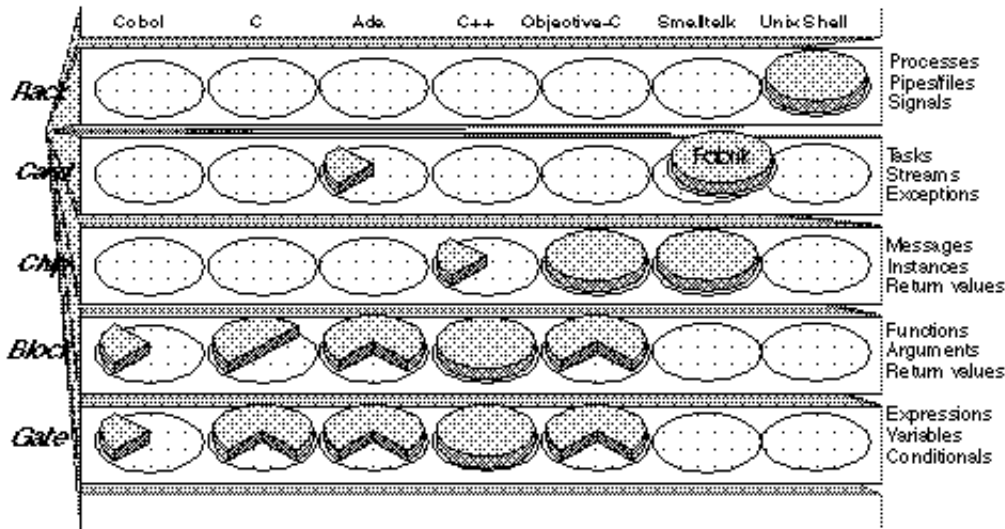 Cobol C Ada C++ Objective-C Smalltalk Unix Shell
Rack
Processes
Pipes/files
Signals
Card
Fabrik
Tasks
Streams
Exceptions
Chip
Messages
Instances
Return values
Block
Functions
Arguments
Return values
Gate
Expressions
Variables
Conditionals